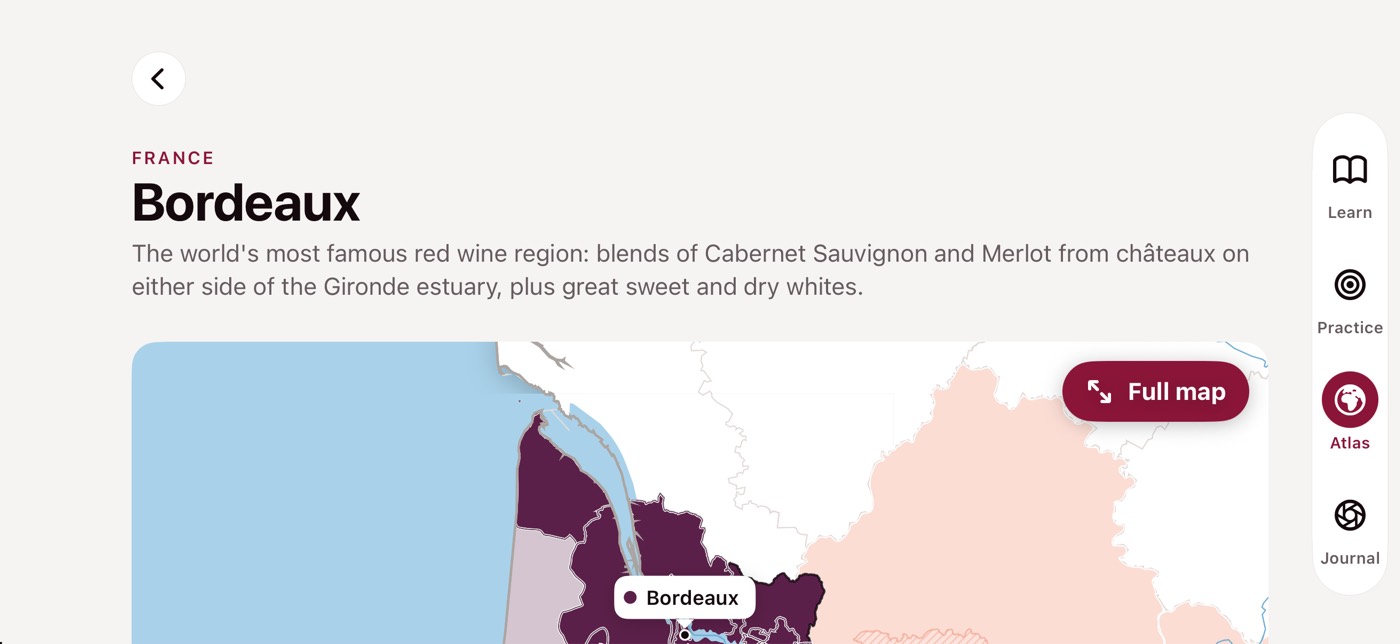 FRANCE
Bordeaux
The world's most famous red wine region: blends of Cabernet Sauvignon and Merlot from châteaux on
either side of the Gironde estuary, plus great sweet and dry whites.
Full map
Bordeaux
Learn
Practice
Atlas
Journal